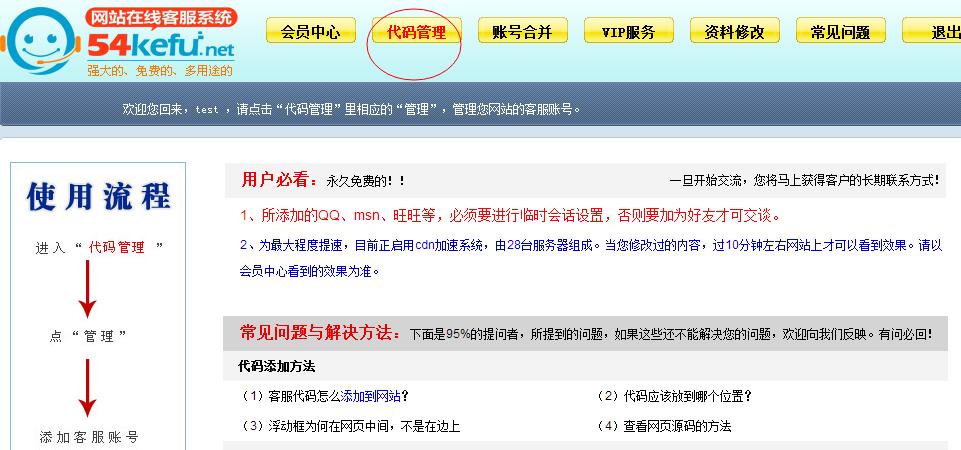 网站在线客服系统
54kefu.net
强大的、免费的、多用途的
会员中心 代码管理 账号合并 VIP服务 资料修改 常见问题 退出
欢迎您回来，test ，请点击“代码管理”里相应的“管理”，管理您网站的客服账号。
使用流程
进入“代码管理 ”
点“管理”
添加客服账号
用户必看：永久免费的！！ 一旦开始交流，您将马上获得客户的长期联系方式！
1、所添加的QQ、msn、旺旺等，必须要进行临时会话设置，否则要加为好友才可交谈。
2、为最大程度提速，目前正启用cdn加速系统，由28台服务器组成。当您修改过的内容，过10分钟左右网站上才可以看到效果。请以
会员中心看到的效果为准。
常见问题与解决方法：下面是95%的提问者，所提到的问题，如果这些还不能解决您的问题，欢迎向我们反映。有问必回！
代码添加方法
（1）客服代码怎么添加到网站？ （2）代码应该放到哪个位置？
（3）浮动框为何在网页中间，不是在边上 （4）查看网页源码的方法